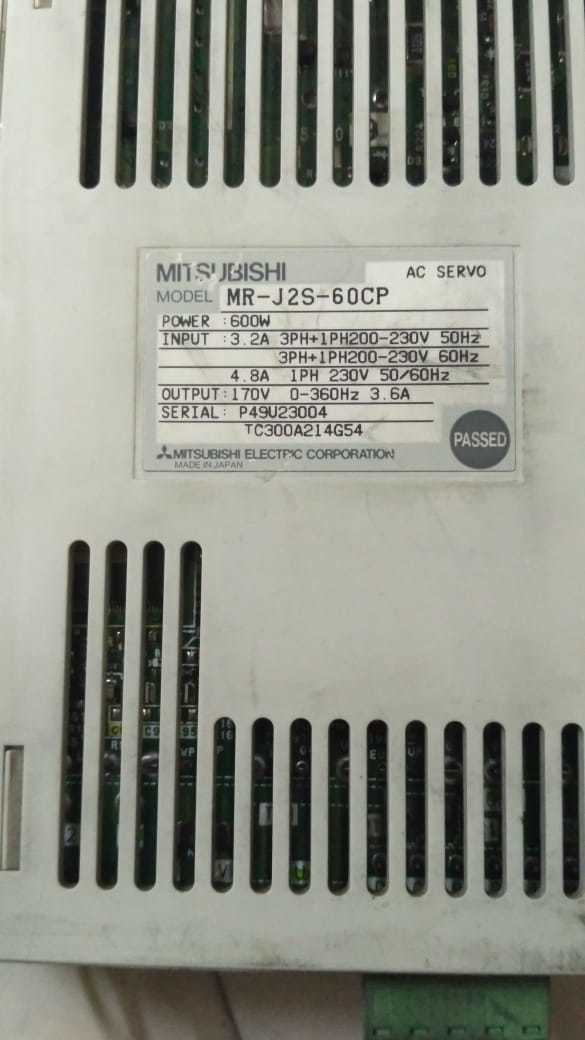 MITSUBISHI AC SERVO
MODEL MR-J2S-60CP
POWER :600W
INPUT :3.2A 3PH+1PH200-230V 50Hz
3PH+1PH200-230V 60Hz
4.8A 1PH 230V 50/60Hz
OUTPUT:170V 0-360Hz 3.6A
SERIAL: P49U23004
TC300A214G54
PASSED
MITSUBISHI ELECTRIC CORPORATION
MADE IN JAPAN